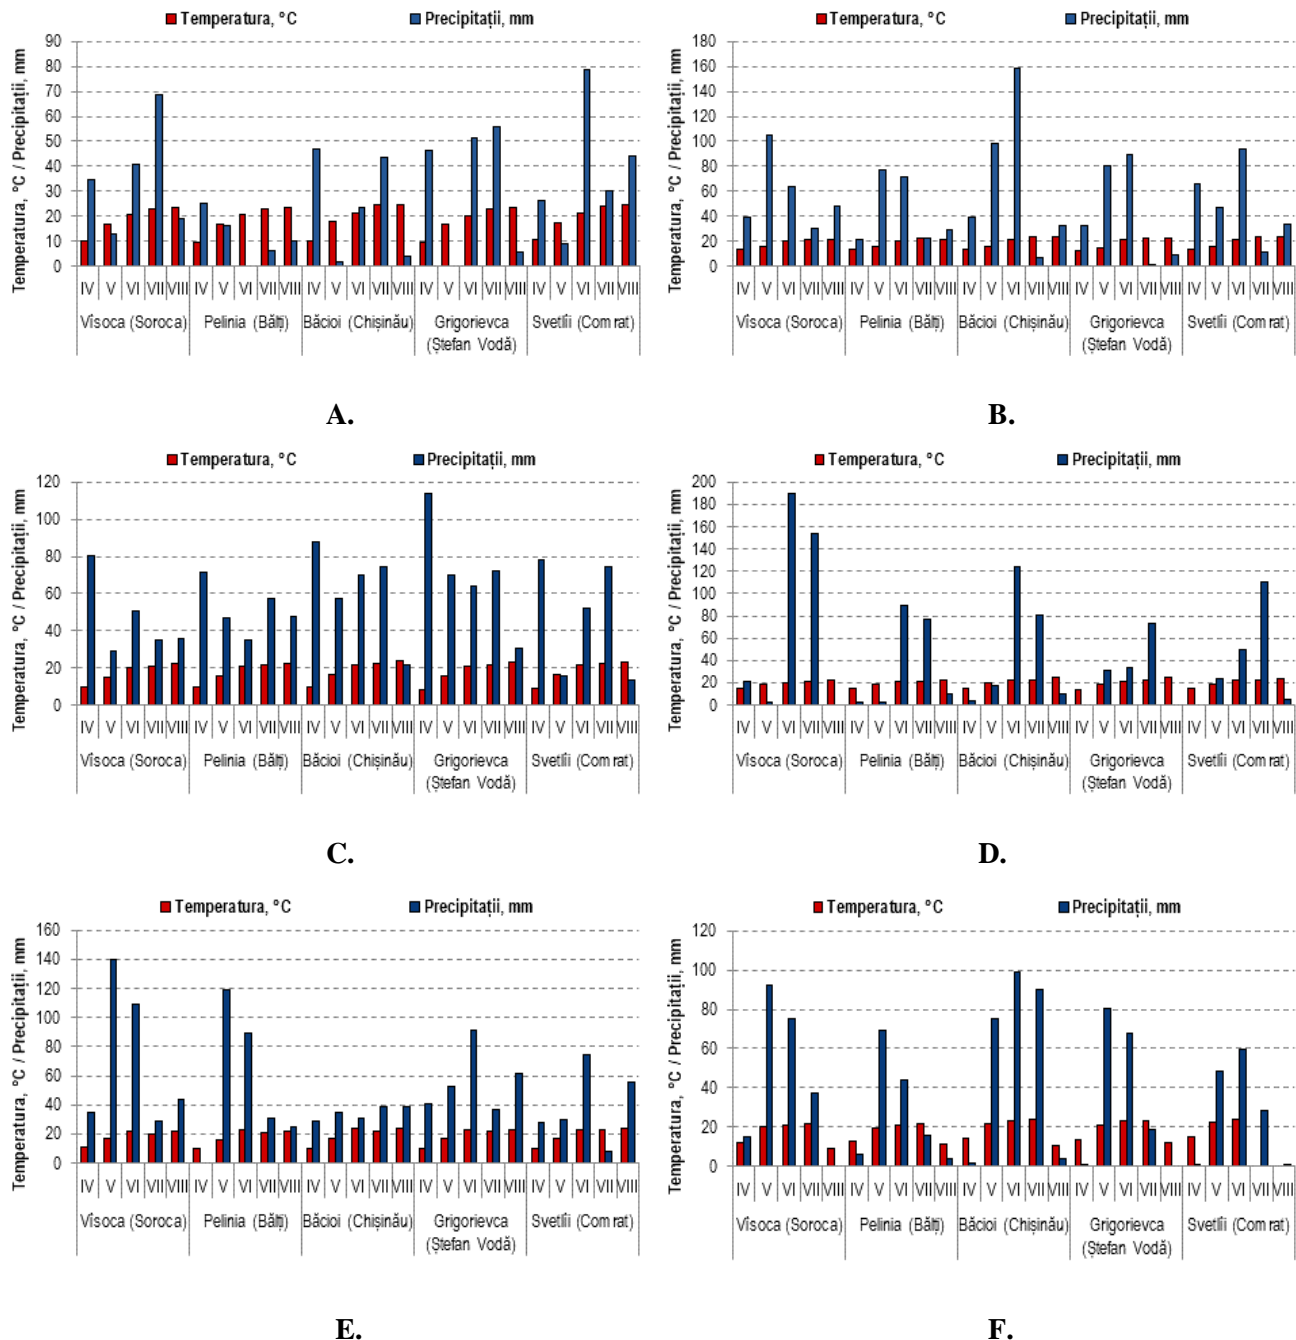 Temperatura, °C Precipitații, mm
Temperatura, °C / Precipitații, mm
90
80
70
60
50
40
30
20
10
0
IV V VI VII VIII IV V VI VII VIII IV V VI VII VIII IV V VI VII VIII IV V VI VII VIII
Vîsoca (Soroca) Pelinia (Bălți) Băcioi (Chișinău) Grigorievca Svetlîi (Comrat)
(Ștefan Vodă)
A.
Temperatura, °C Precipitații, mm
Temperatura, °C / Precipitații, mm
180
160
140
120
100
80
60
40
20
0
IV V VI VII VIII IV V VI VII VIII IV V VI VII VIII IV V VI VII VIII IV V VI VII VIII
Vîsoca (Soroca) Pelinia (Bălți) Băcioi (Chișinău) Grigorievca Svetlîi (Comrat)
(Ștefan Vodă)
B.
Temperatura, °C Precipitații, mm
Temperatura, °C / Precipitații, mm
120
100
80
60
40
20
0
IV V VI VII VIII IV V VI VII VIII IV V VI VII VIII IV V VI VII VIII IV V VI VII VIII
Vîsoca (Soroca) Pelinia (Bălți) Băcioi (Chișinău) Grigorievca Svetlîi (Comrat)
(Ștefan Vodă)
C.
Temperatura, °C Precipitații, mm
Temperatura, °C / Precipitații, mm
200
180
160
140
120
100
80
60
40
20
0
IV V VI VII VIII IV V VI VII VIII IV V VI VII VIII IV V VI VII VIII IV V VI VII VIII
Vîsoca (Soroca) Pelinia (Bălți) Băcioi (Chișinău) Grigorievca Svetlîi (Comrat)
(Ștefan Vodă)
D.
Temperatura, °C Precipitații, mm
Temperatura, °C / Precipitații, mm
160
140
120
100
80
60
40
20
0
IV V VI VII VIII IV V VI VII VIII IV V VI VII VIII IV V VI VII VIII IV V VI VII VIII
Vîsoca (Soroca) Pelinia (Bălți) Băcioi (Chișinău) Grigorievca Svetlîi (Comrat)
(Ștefan Vodă)
E.
Temperatura, °C Precipitații, mm
Temperatura, °C / Precipitații, mm
120
100
80
60
40
20
0
IV V VI VII VIII IV V VI VII VIII IV V VI VII VIII IV V VI VII VIII IV V VI VII VIII
Vîsoca (Soroca) Pelinia (Bălți) Băcioi (Chișinău) Grigorievca Svetlîi (Comrat)
(Ștefan Vodă)
F.